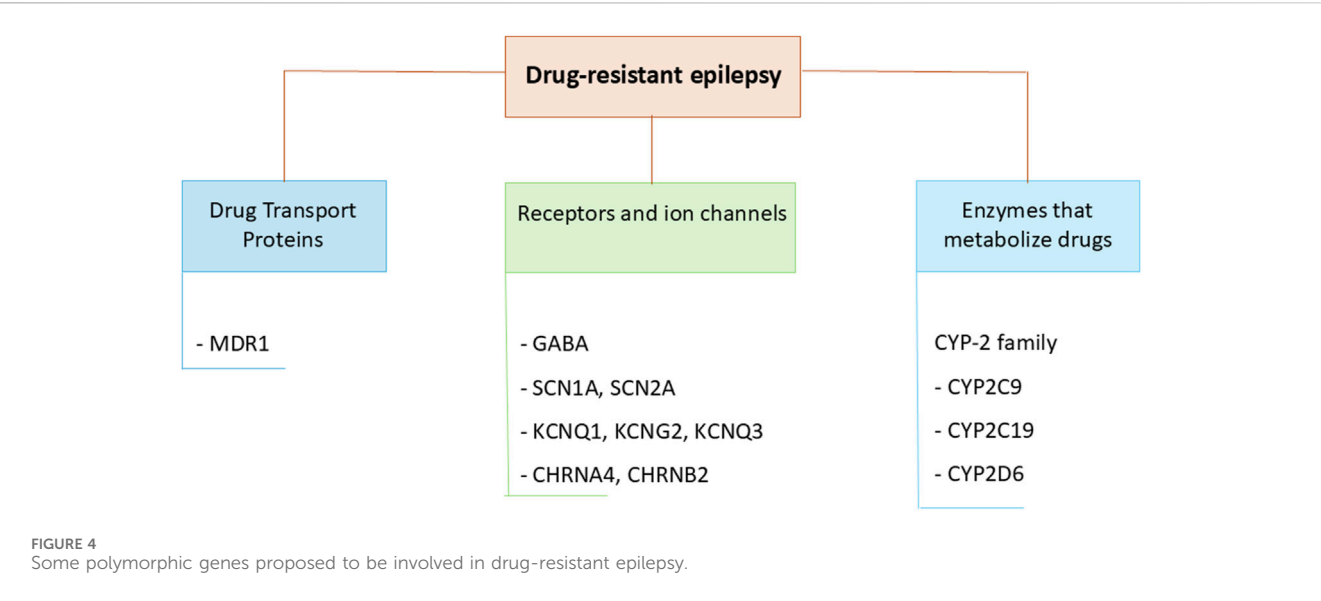 Drug-resistant epilepsy
Drug Transport
Proteins
- MDR1
Receptors and ion channels
- GABA
- SCN1A, SCN2A
- KCNQ1, KCNG2, KCNQ3
- CHRNA4, CHRNB2
Enzymes that
metabolize drugs
CYP-2 family
- CYP2C9
- CYP2C19
- CYP2D6
FIGURE 4
Some polymorphic genes proposed to be involved in drug-resistant epilepsy.